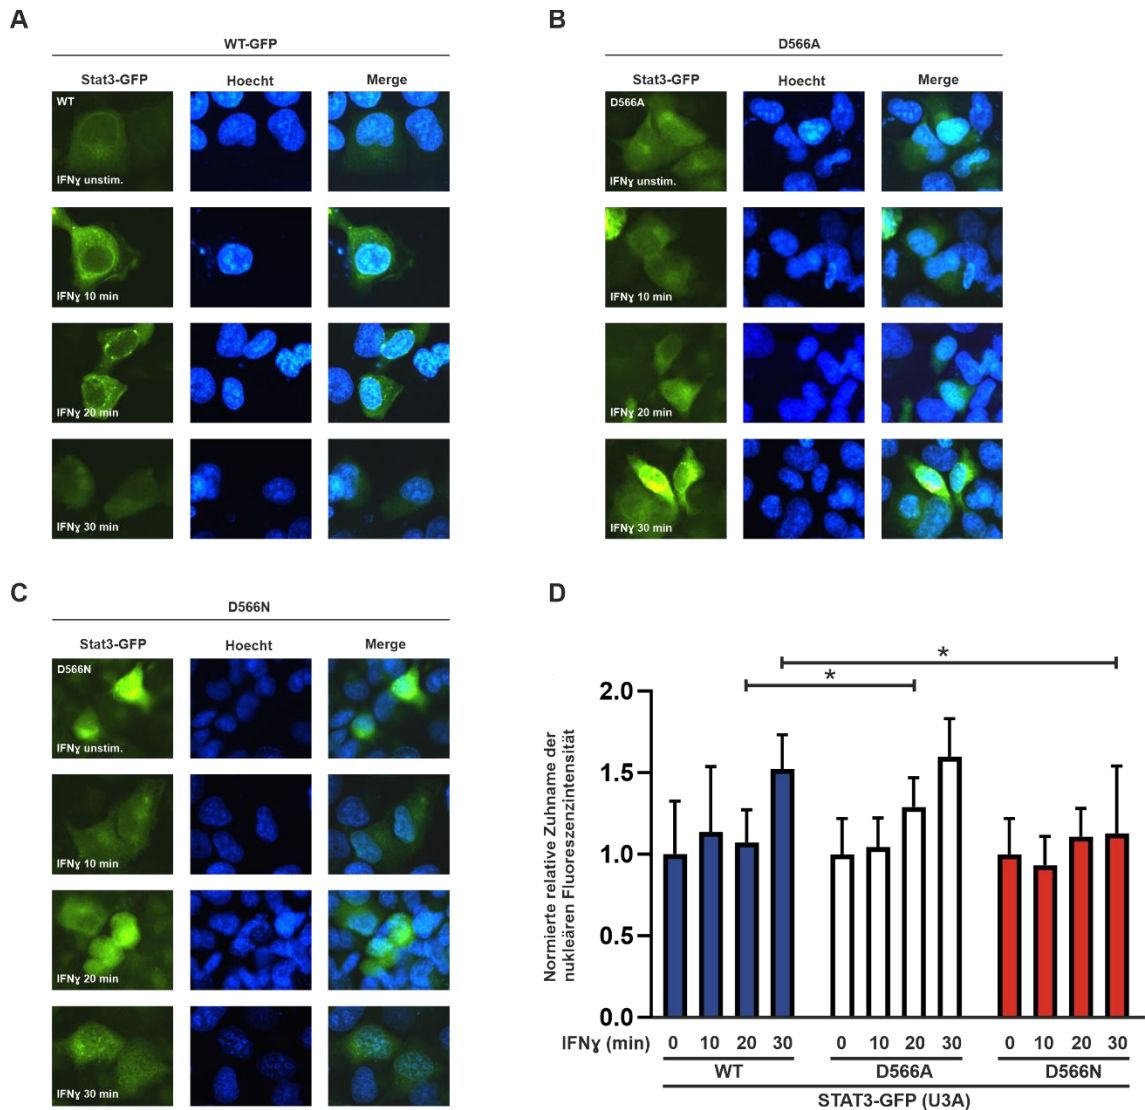 A
WT-GFP
Stat3-GFP Hoecht Merge
WT
IFNɣ unstim.
IFNɣ 10 min
IFNɣ 20 min
IFNɣ 30 min
B
D566A
Stat3-GFP Hoecht Merge
D566A
IFNɣ unstim.
IFNɣ 10 min
IFNɣ 20 min
IFNɣ 30 min
C
D566N
Stat3-GFP Hoecht Merge
D566N
IFNɣ unstim.
IFNɣ 10 min
IFNɣ 20 min
IFNɣ 30 min
D
*
*
Normierte relative Zuhname der
nukleären Fluoreszenzintensität
2.0
1.5
1.0
0.5
0.0
IFNɣ (min) 0 10 20 30 0 10 20 30 0 10 20 30
WT D566A D566N
STAT3-GFP (U3A)